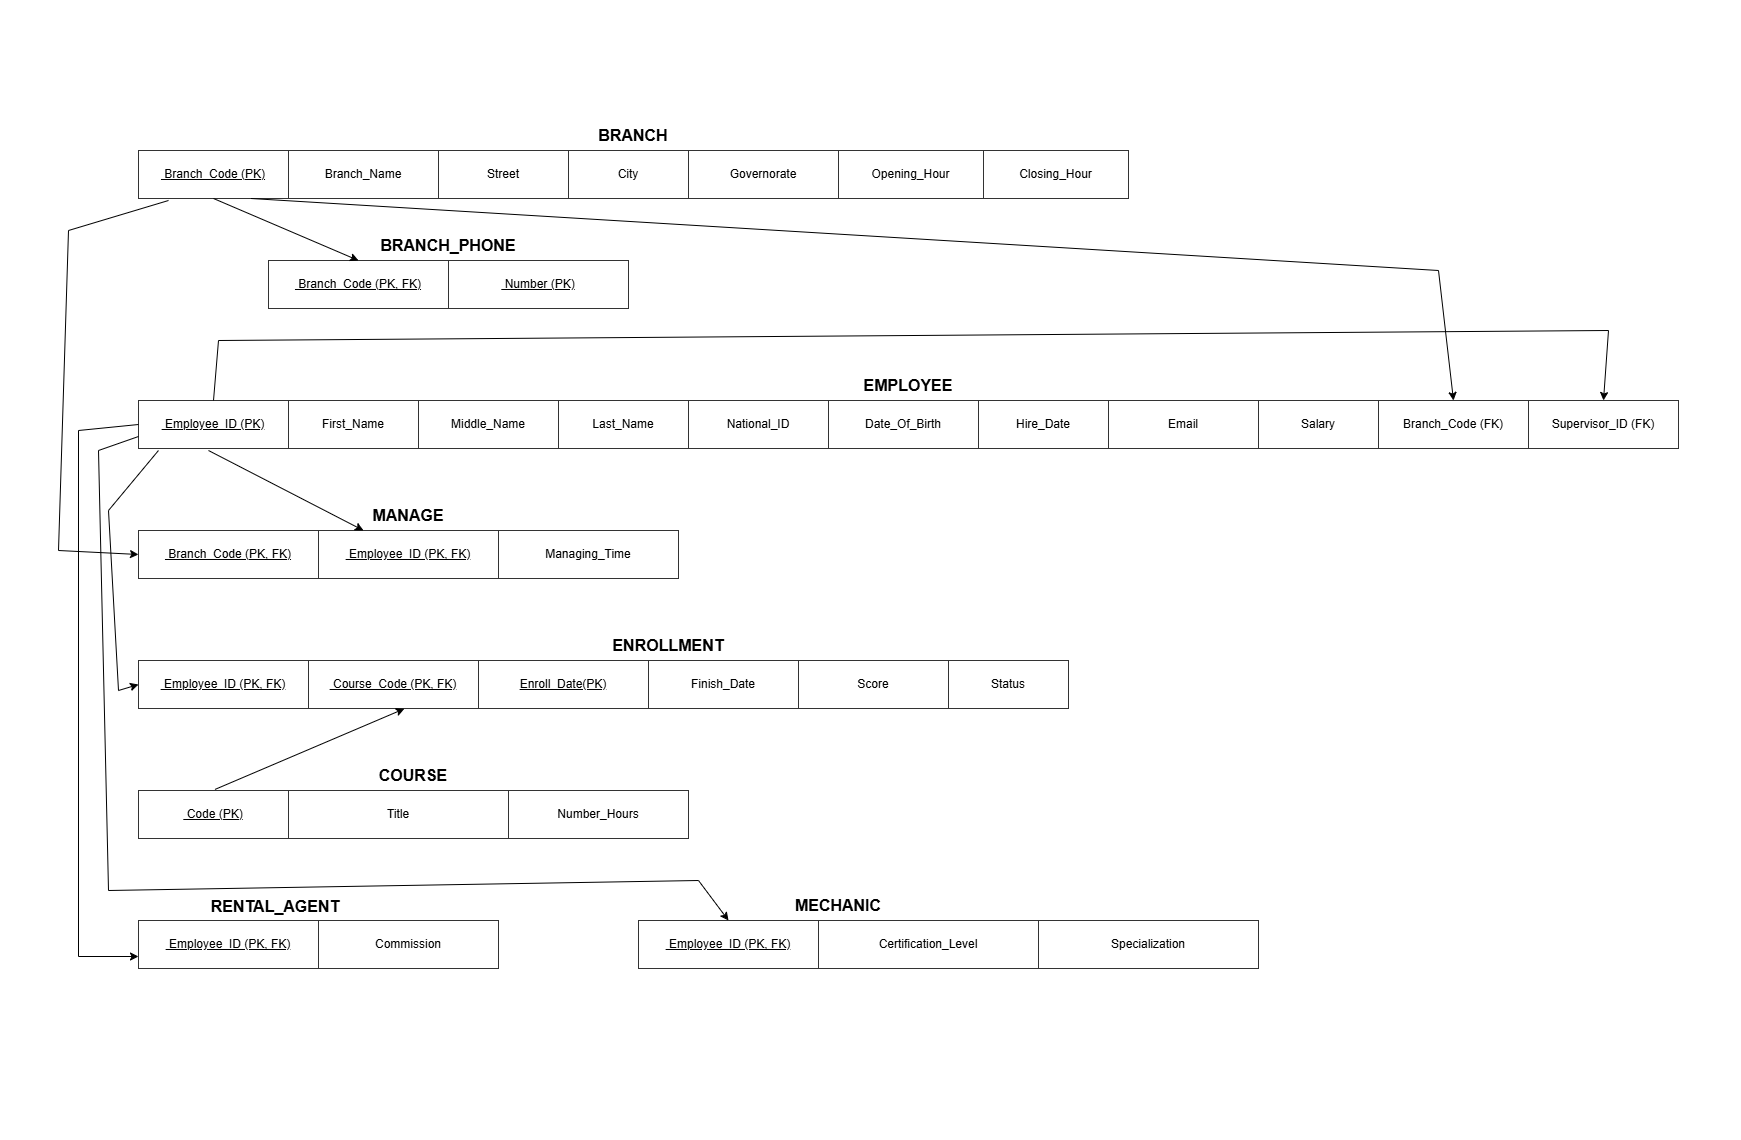 BRANCH
Branch_Code (PK) Branch_Name Street City Governorate Opening_Hour Closing_Hour
BRANCH_PHONE
Branch_Code (PK, FK) Number (PK)
EMPLOYEE
Employee_ID (PK) First_Name Middle_Name Last_Name National_ID Date_Of_Birth Hire_Date Email Salary Branch_Code (FK) Supervisor_ID (FK)
MANAGE
Branch_Code (PK, FK) Employee_ID (PK, FK) Managing_Time
ENROLLMENT
Employee_ID (PK, FK) Course_Code (PK, FK) Enroll_Date(PK) Finish_Date Score Status
COURSE
Code (PK) Title Number_Hours
RENTAL_AGENT MECHANIC
Employee_ID (PK, FK) Commission Employee_ID (PK, FK) Certification_Level Specialization